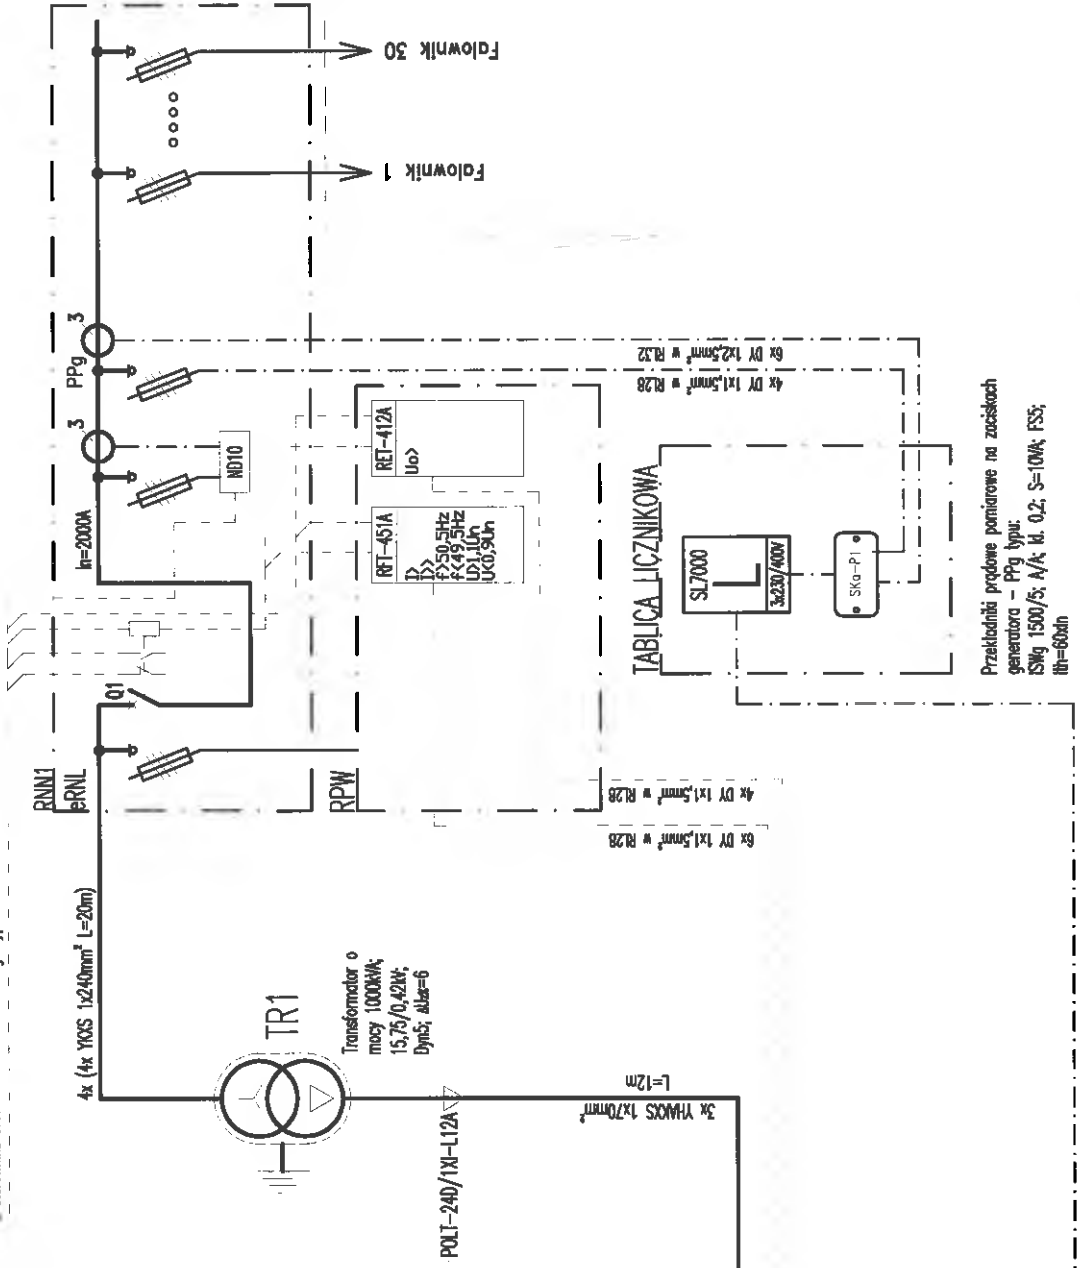 Falownik 30
Falownik 1
3
PPg
3
ND10
In=2000A
Q1
RNN1
eRNL
RPW
RET-412A
Uo>
RFT-451A
I>
I>>
f>50,5Hz
f<49,5Hz
U>1,1Un
U<0,9Un
6x DY 1x2,5mm² w RL32
4x DY 1x1,5mm² w RL28
TABLICA LICZNIKOWA
SL7000
L
3x230/400V
SKa-P1
Przekładniki prądowe pomiarowe na zaciskach
generatora - PPg typu:
ISWg 1500/5; A/A; kl. 0,2; S=10VA; FS5;
Ith=60xIn
4x DY 1x1,5mm² w RL28
6x DY 1x1,5mm² w RL28
4x (4x YKXS 1x240mm² L=20m)
TR1
Transformator o
mocy 1000kVA;
15,75/0,42kV;
Dyn5; ΔUzx=6
POLT-24D/1XI-L12A
L=12m
3x YHAKXS 1x70mm²